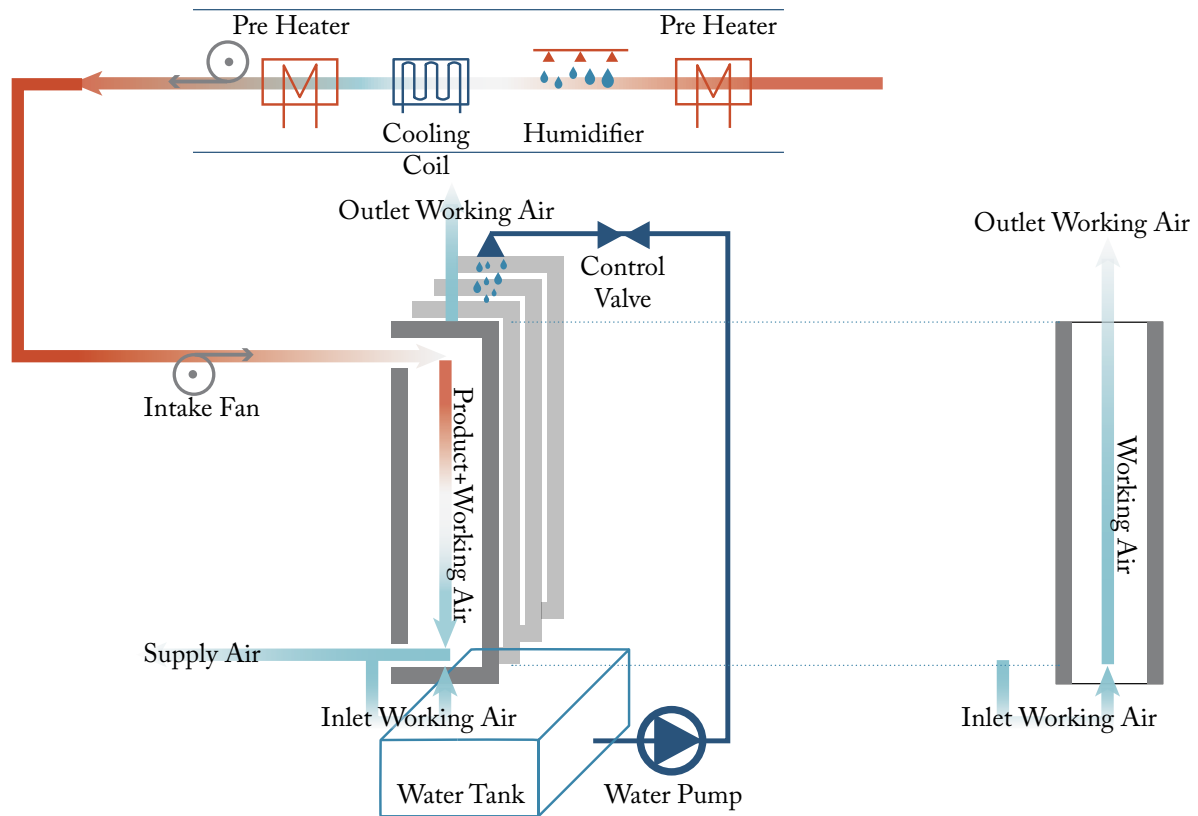 Pre Heater
Pre Heater
Cooling
Coil
Humidifier
Outlet Working Air
Outlet Working Air
Control
Valve
Intake Fan
Product+Working Air
Working Air
Supply Air
Inlet Working Air
Inlet Working Air
Water Tank
Water Pump